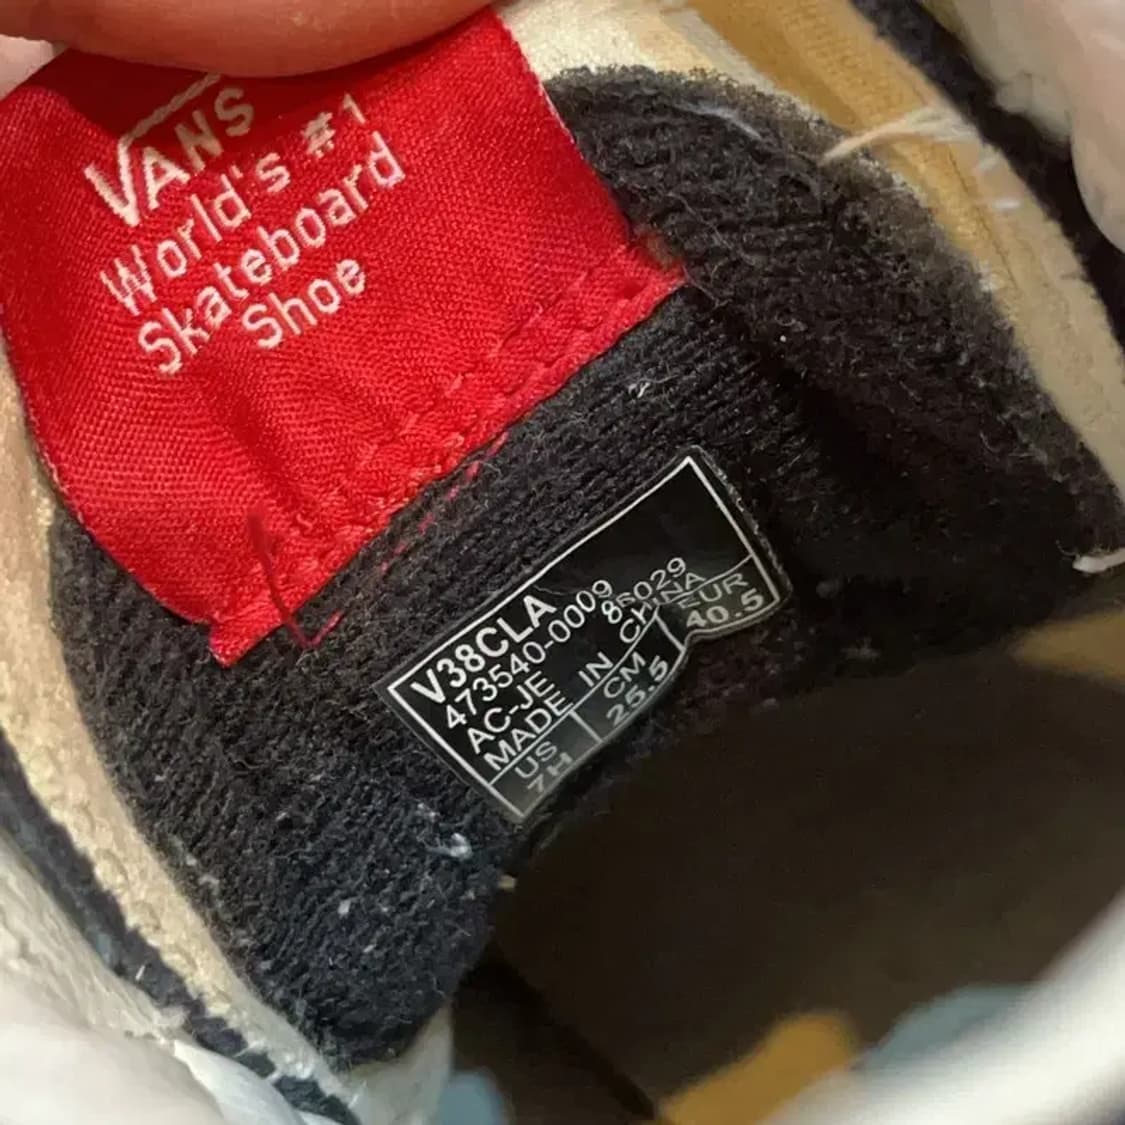 VANS
World's #1
Skateboard
Shoe
V38CLA
473540-0009
AC-JE 86029
MADE IN CHINA
US CM EUR
7H 25.5 40.5